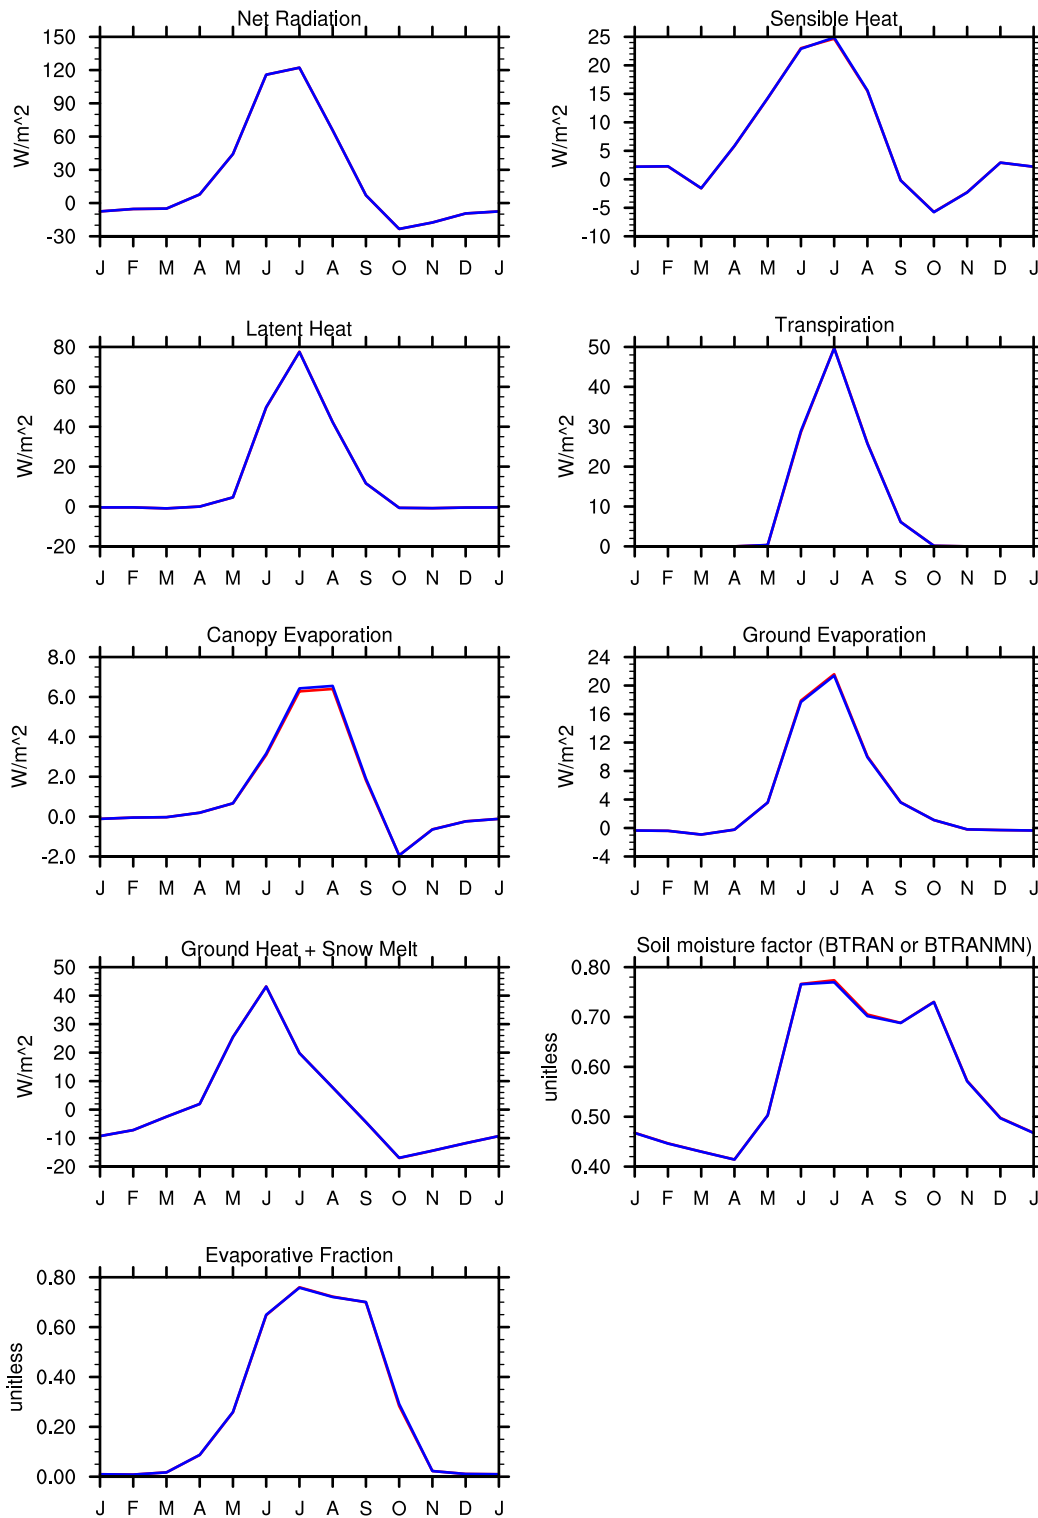 Net Radiation
150
120
90
60
30
0
-30
W/m^2
J F M A M J J A S O N D J
Sensible Heat
25
20
15
10
5
0
-5
-10
W/m^2
J F M A M J J A S O N D J
Latent Heat
80
60
40
20
0
-20
W/m^2
J F M A M J J A S O N D J
Transpiration
50
40
30
20
10
0
W/m^2
J F M A M J J A S O N D J
Canopy Evaporation
8.0
6.0
4.0
2.0
0.0
-2.0
W/m^2
J F M A M J J A S O N D J
Ground Evaporation
24
20
16
12
8
4
0
-4
W/m^2
J F M A M J J A S O N D J
Ground Heat + Snow Melt
50
40
30
20
10
0
-10
-20
W/m^2
J F M A M J J A S O N D J
Soil moisture factor (BTRAN or BTRANMN)
0.80
0.70
0.60
0.50
0.40
unitless
J F M A M J J A S O N D J
Evaporative Fraction
0.80
0.60
0.40
0.20
0.00
unitless
J F M A M J J A S O N D J